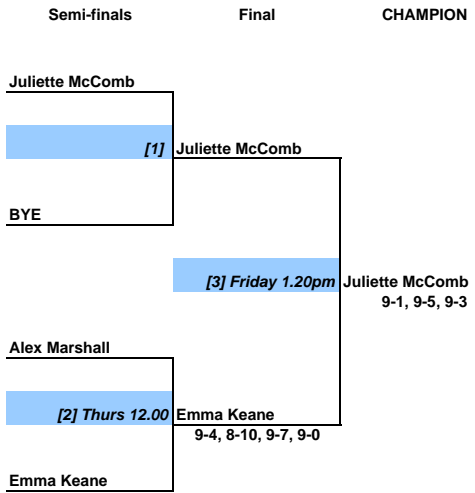 Semi-finals Final CHAMPION
Juliette McComb
[1] Juliette McComb
BYE
[3] Friday 1.20pm Juliette McComb
9-1, 9-5, 9-3
Alex Marshall
[2] Thurs 12.00 Emma Keane
9-4, 8-10, 9-7, 9-0
Emma Keane